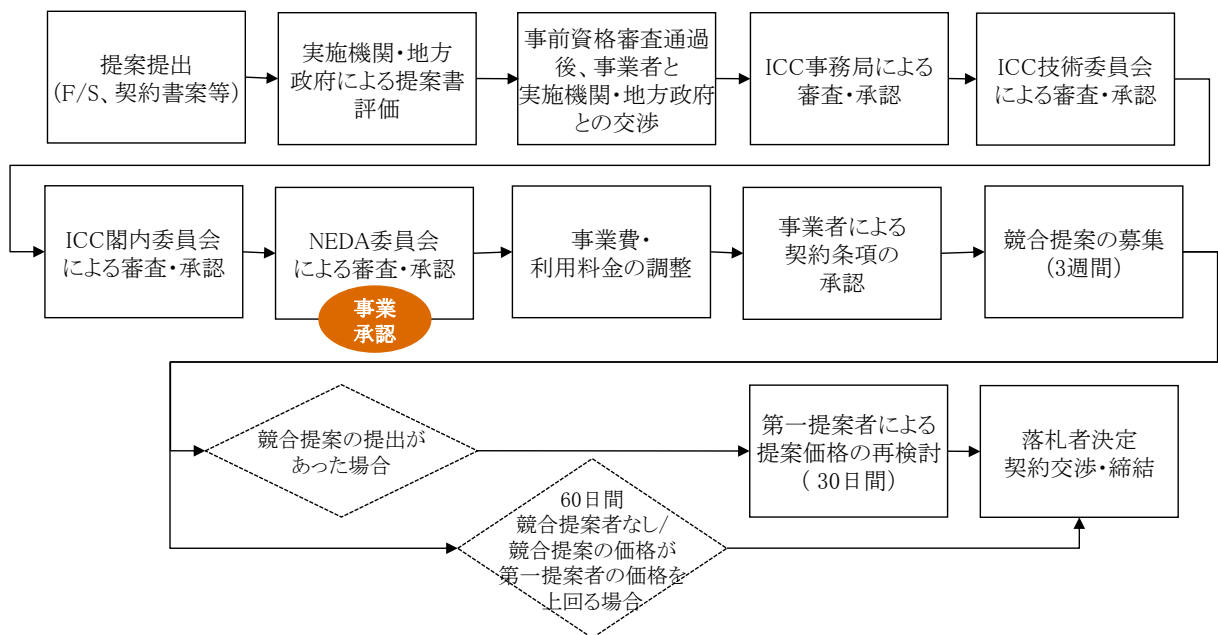 提案提出
(F/S、契約書案等)
実施機関・地方
政府による提案書
評価
事前資格審査通過
後、事業者と
実施機関・地方政府
との交渉
ICC事務局による
審査・承認
ICC技術委員会
による審査・承認
ICC閣内委員会
による審査・承認
NEDA委員会
による審査・承認
事業
承認
事業費・
利用料金の調整
事業者による
契約条項の
承認
競合提案の募集
(3週間)
競合提案の提出が
あった場合
第一提案者による
提案価格の再検討
( 30日間)
落札者決定
契約交渉・締結
60日間
競合提案者なし/
競合提案の価格が
第一提案者の価格を
上回る場合